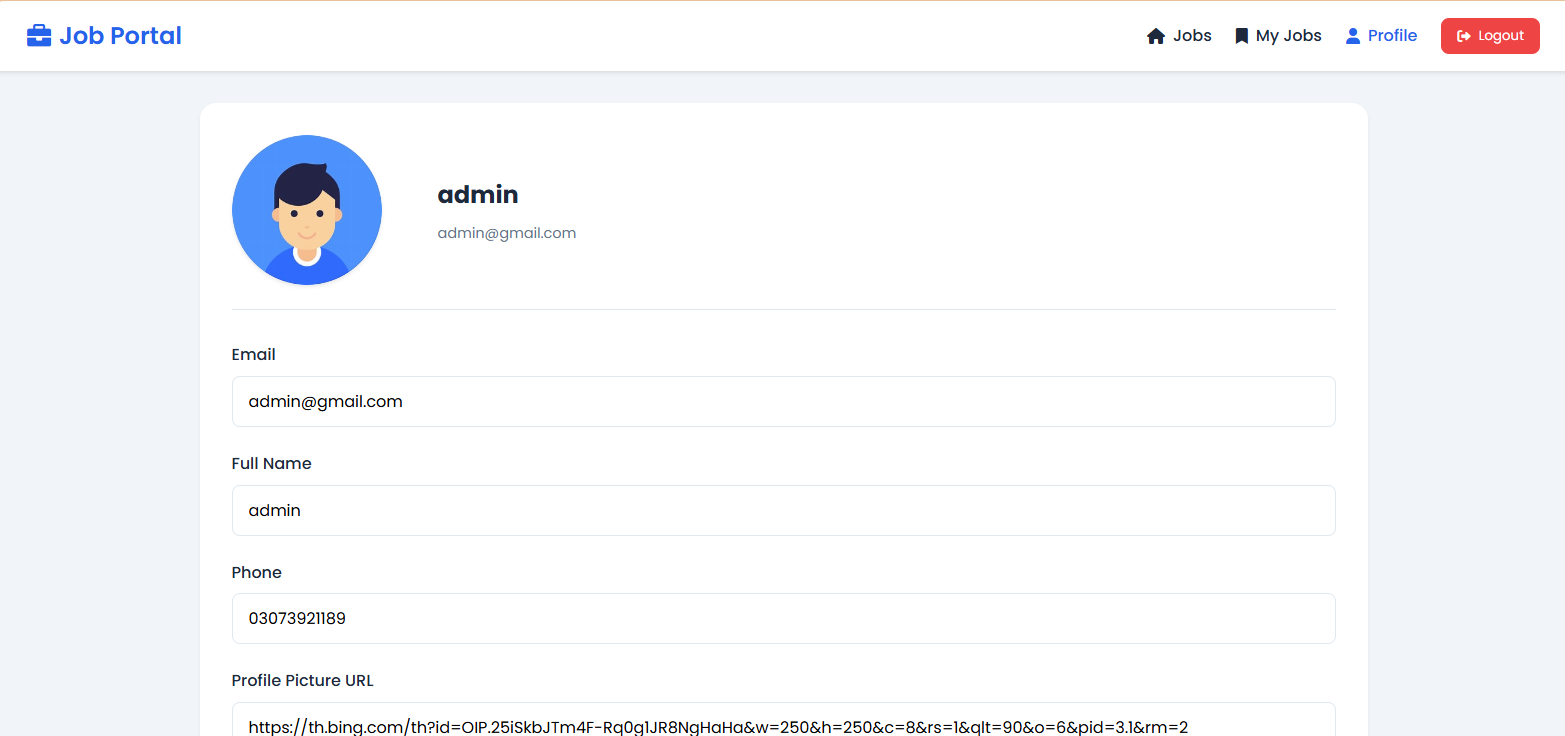 Job Portal Jobs My Jobs Profile Logout
admin
admin@gmail.com
Email
admin@gmail.com
Full Name
admin
Phone
03073921189
Profile Picture URL
https://th.bing.com/th?id=OIP.25iSkbJTm4F-Rq0g1JR8NgHaHa&w=250&h=250&c=8&rs=1&qlt=90&o=6&pid=3.1&rm=2